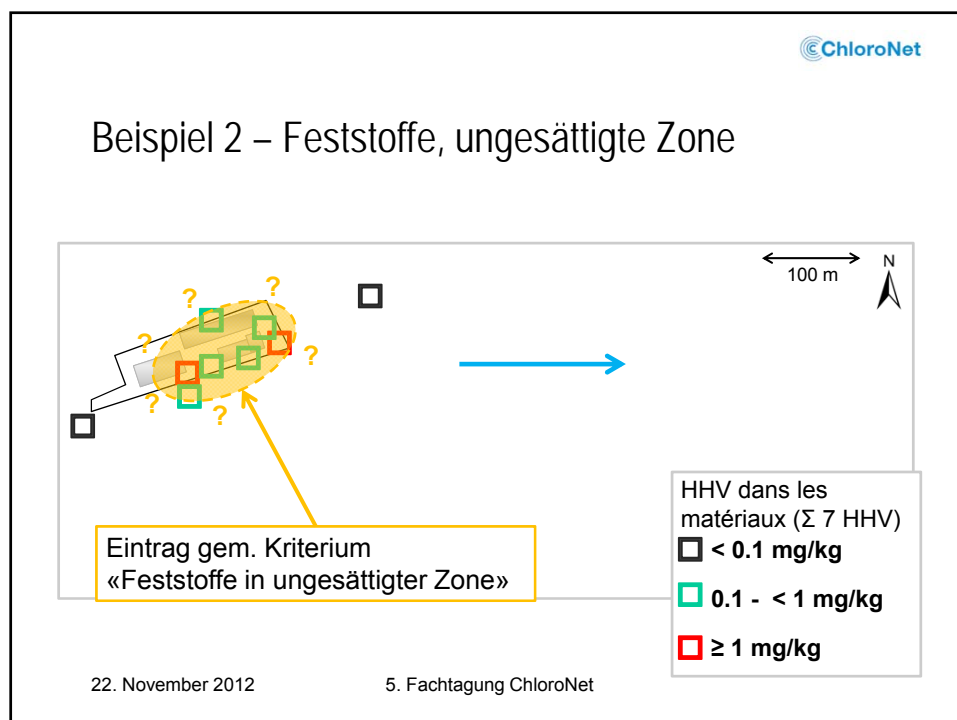 ChloroNet
Beispiel 2 – Feststoffe, ungesättigte Zone
100 m
N
?
?
?
?
?
?
Eintrag gem. Kriterium
«Feststoffe in ungesättigter Zone»
HHV dans les
matériaux (Σ 7 HHV)
< 0.1 mg/kg
0.1 - < 1 mg/kg
≥ 1 mg/kg
22. November 2012
5. Fachtagung ChloroNet